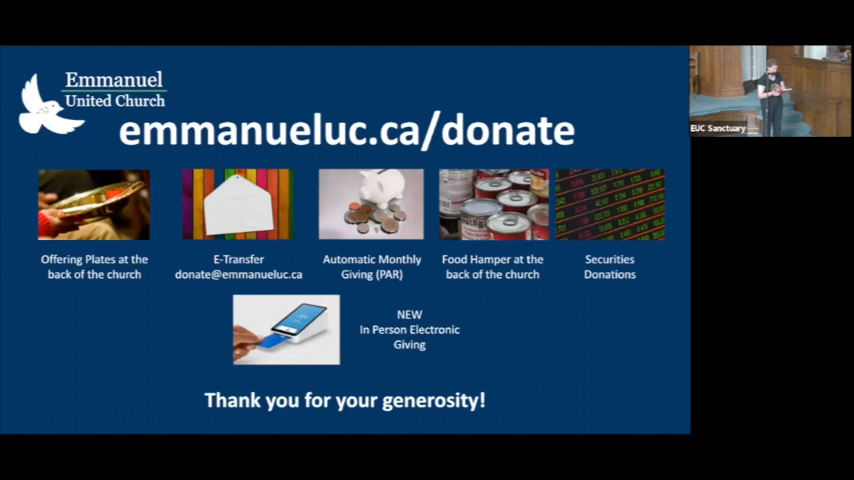 Emmanuel
United Church
emmanueluc.ca/donate
EUC Sanctuary
Offering Plates at the
back of the church
E-Transfer
donate@emmanueluc.ca
Automatic Monthly
Giving (PAR)
Food Hamper at the
back of the church
Securities
Donations
NEW
In Person Electronic
Giving
Thank you for your generosity!